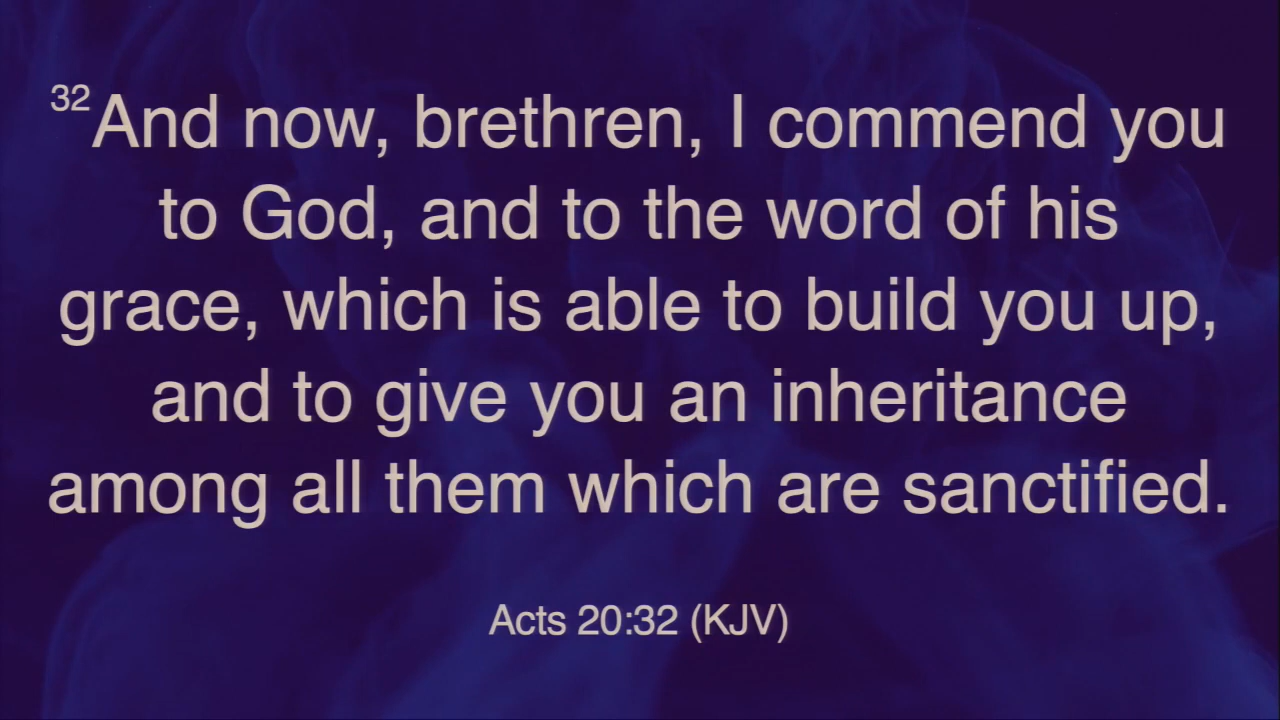 32And now, brethren, I commend you
to God, and to the word of his
grace, which is able to build you up,
and to give you an inheritance
among all them which are sanctified.
Acts 20:32 (KJV)